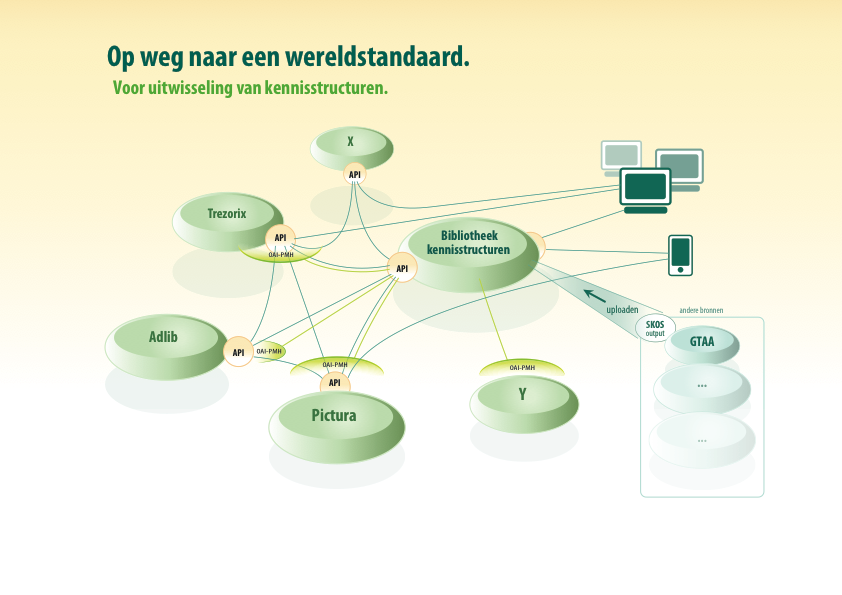 Op weg naar een wereldstandaard.
Voor uitwisseling van kennisstructuren.
X
API
Trezorix
API
OAI-PMH
Bibliotheek
kennisstructuren
API
uploaden
andere bronnen
SKOS
output
GTAA
...
...
Adlib
API
OAI-PMH
OAI-PMH
API
Pictura
OAI-PMH
Y